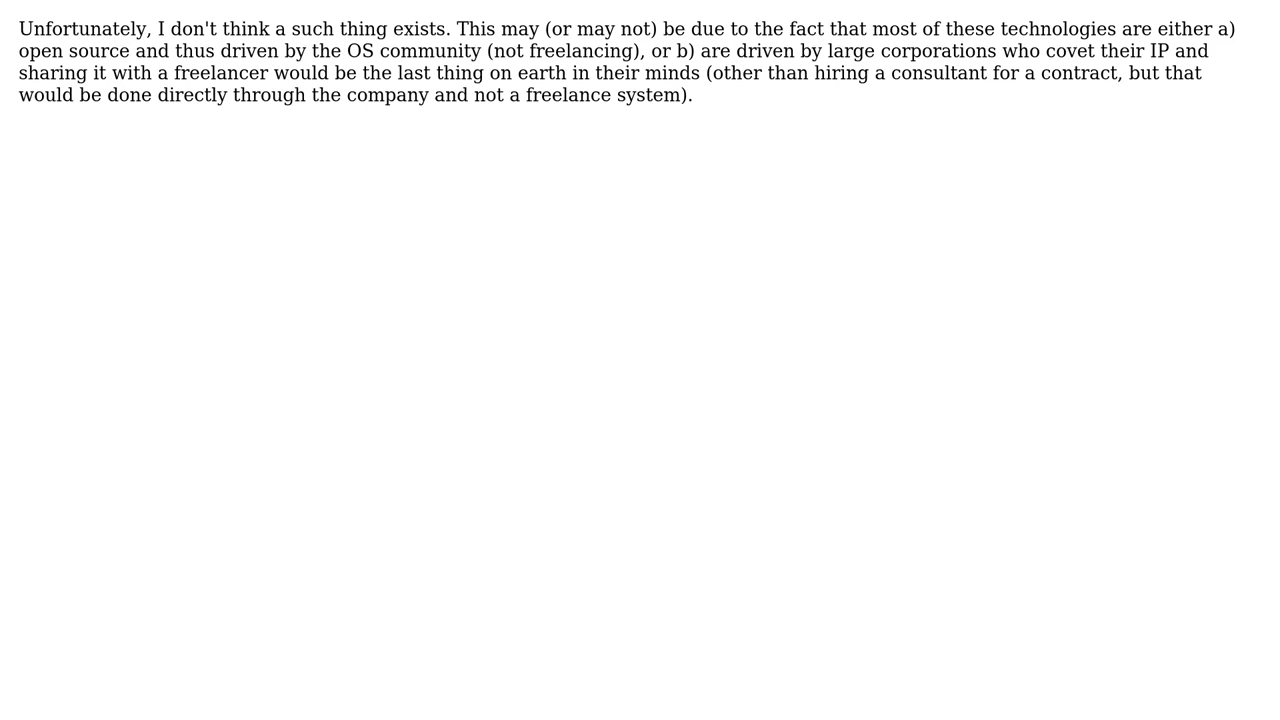 Unfortunately, I don't think a such thing exists. This may (or may not) be due to the fact that most of these technologies are either a)
open source and thus driven by the OS community (not freelancing), or b) are driven by large corporations who covet their IP and
sharing it with a freelancer would be the last thing on earth in their minds (other than hiring a consultant for a contract, but that
would be done directly through the company and not a freelance system).